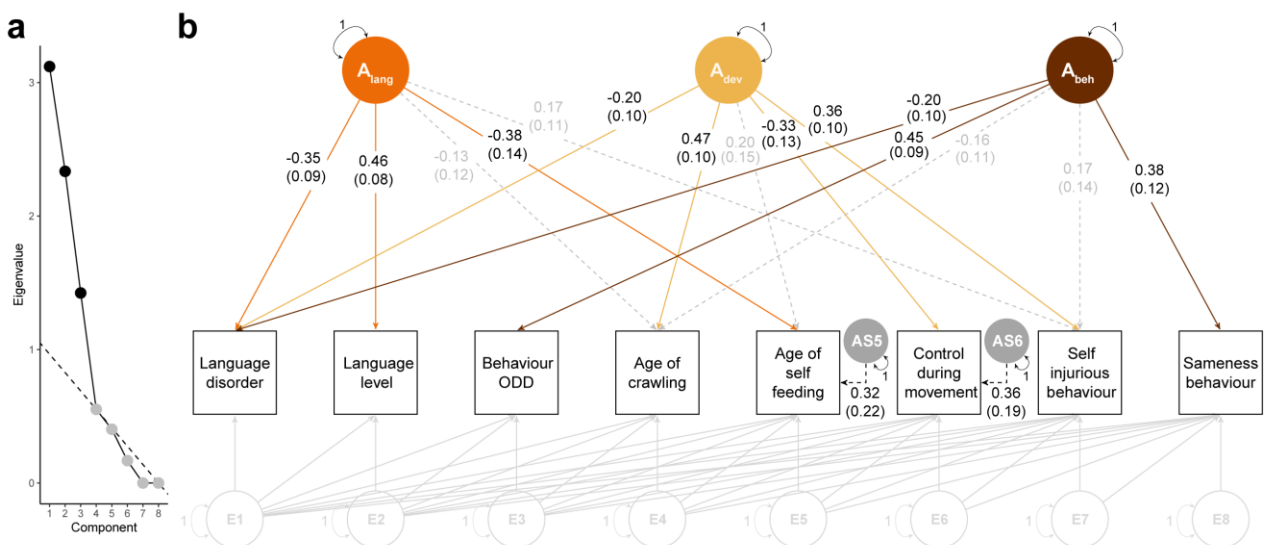 a
b
3
2
1
0
Eigenvalue
1 2 3 4 5 6 7 8
Component
1
1
1
A_lang
A_dev
A_beh
-0.35
(0.09)
0.46
(0.08)
-0.38
(0.14)
-0.13
(0.12)
0.17
(0.11)
-0.20
(0.10)
0.47
(0.10)
0.20
(0.15)
-0.33
(0.13)
0.36
(0.10)
-0.20
(0.10)
0.45
(0.09)
-0.16
(0.11)
0.17
(0.14)
0.38
(0.12)
Language
disorder
Language
level
Behaviour
ODD
Age of
crawling
Age of
self
feeding
AS5
1
0.32
(0.22)
Control
during
movement
AS6
1
0.36
(0.19)
Self
injurious
behaviour
Sameness
behaviour
1 E1
1 E2
1 E3
1 E4
1 E5
1 E6
1 E7
1 E8